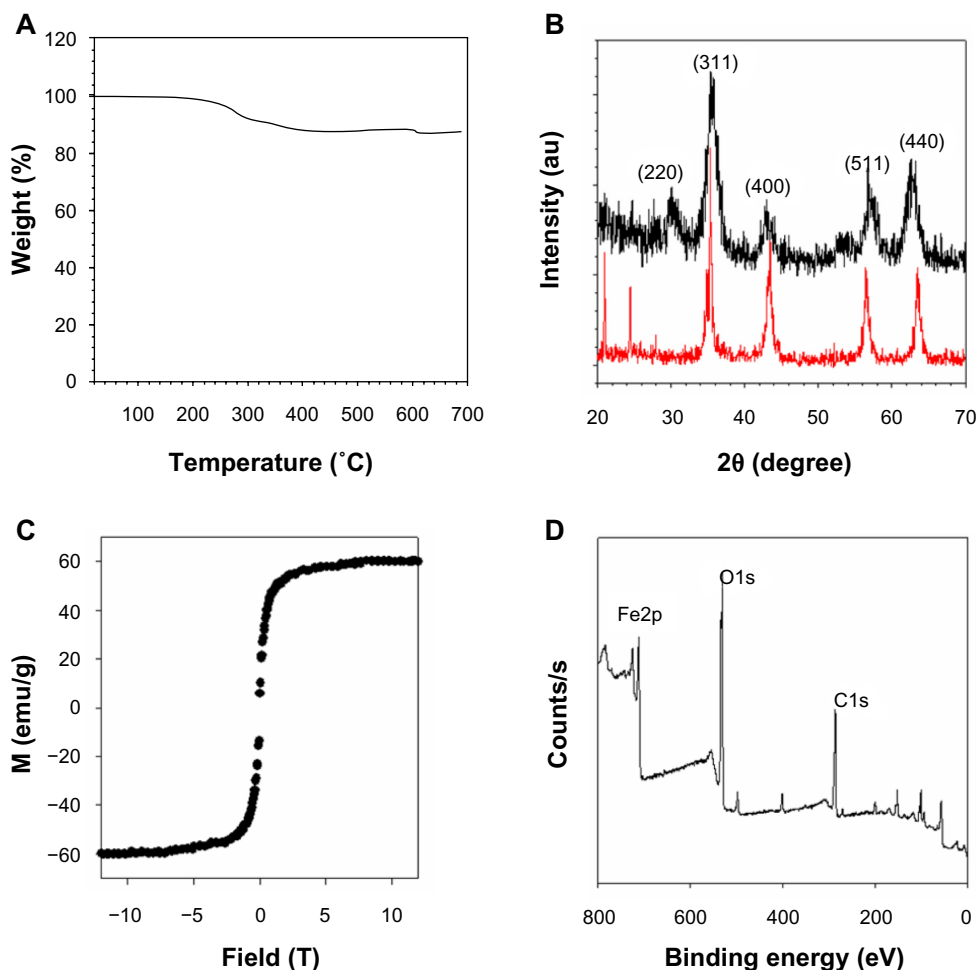 A
120
100
80
60
40
20
0
Weight (%)
100 200 300 400 500 600 700
Temperature (˚C)
B
(311)
(220)
(400)
(511)
(440)
Intensity (au)
20 30 40 50 60 70
2θ (degree)
C
60
40
20
0
−20
−40
−60
M (emu/g)
−10 −5 0 5 10
Field (T)
D
O1s
Fe2p
C1s
Counts/s
800 600 400 200 0
Binding energy (eV)